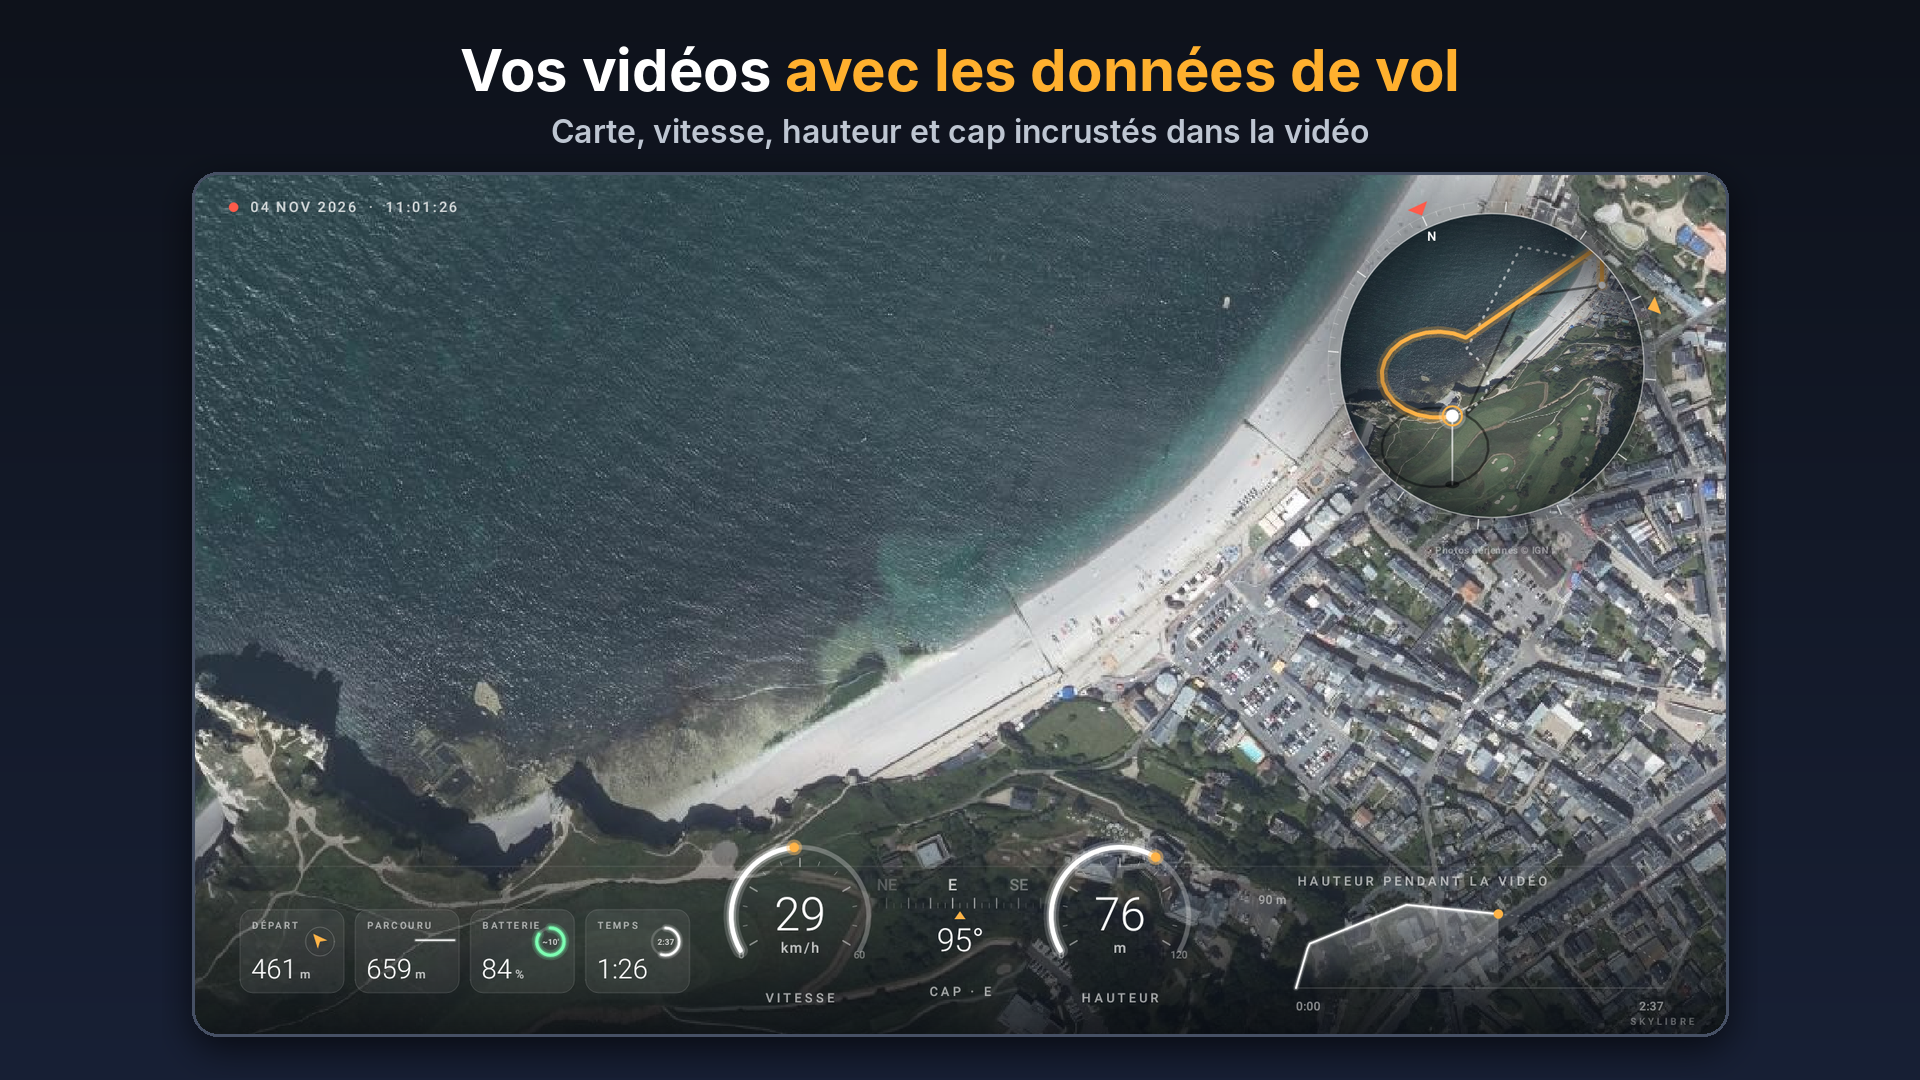 Vos vidéos avec les données de vol
Carte, vitesse, hauteur et cap incrustés dans la vidéo
04 NOV 2026 · 11:01:26
N
Photos aériennes © IGN
DÉPART
461 m
PARCOURU
659 m
BATTERIE
~10'
84 %
TEMPS
2:37
1:26
29
km/h
0
60
VITESSE
NE E SE
95°
CAP · E
76
m
0
120
HAUTEUR
HAUTEUR PENDANT LA VIDÉO
90 m
0:00
2:37
SKYLIBRE